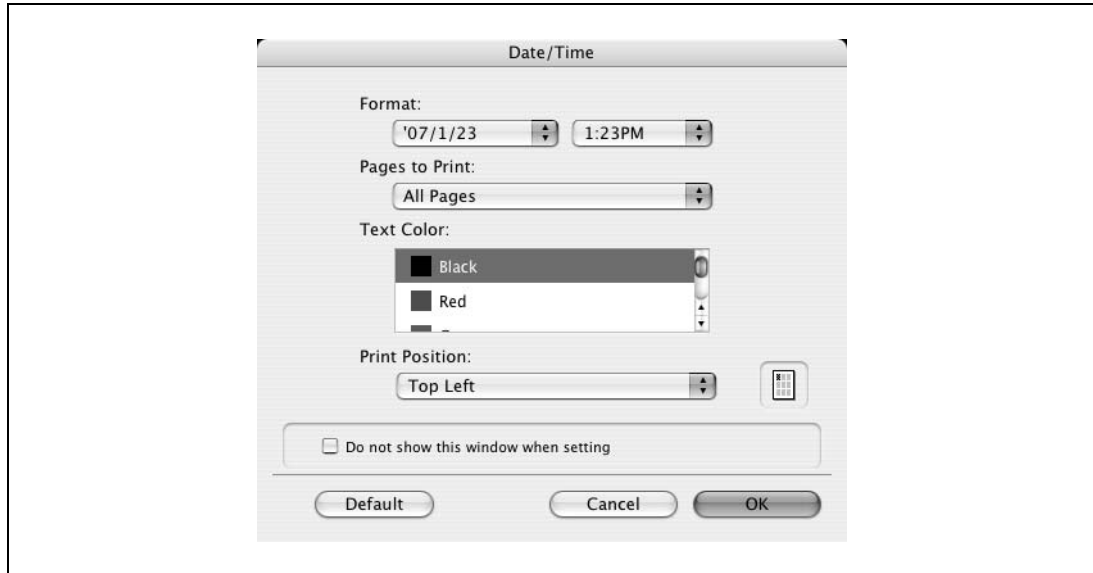 Date/Time
Format:
'07/1/23 1:23PM
Pages to Print:
All Pages
Text Color:
Black
Red
Print Position:
Top Left
Do not show this window when setting
Default Cancel OK